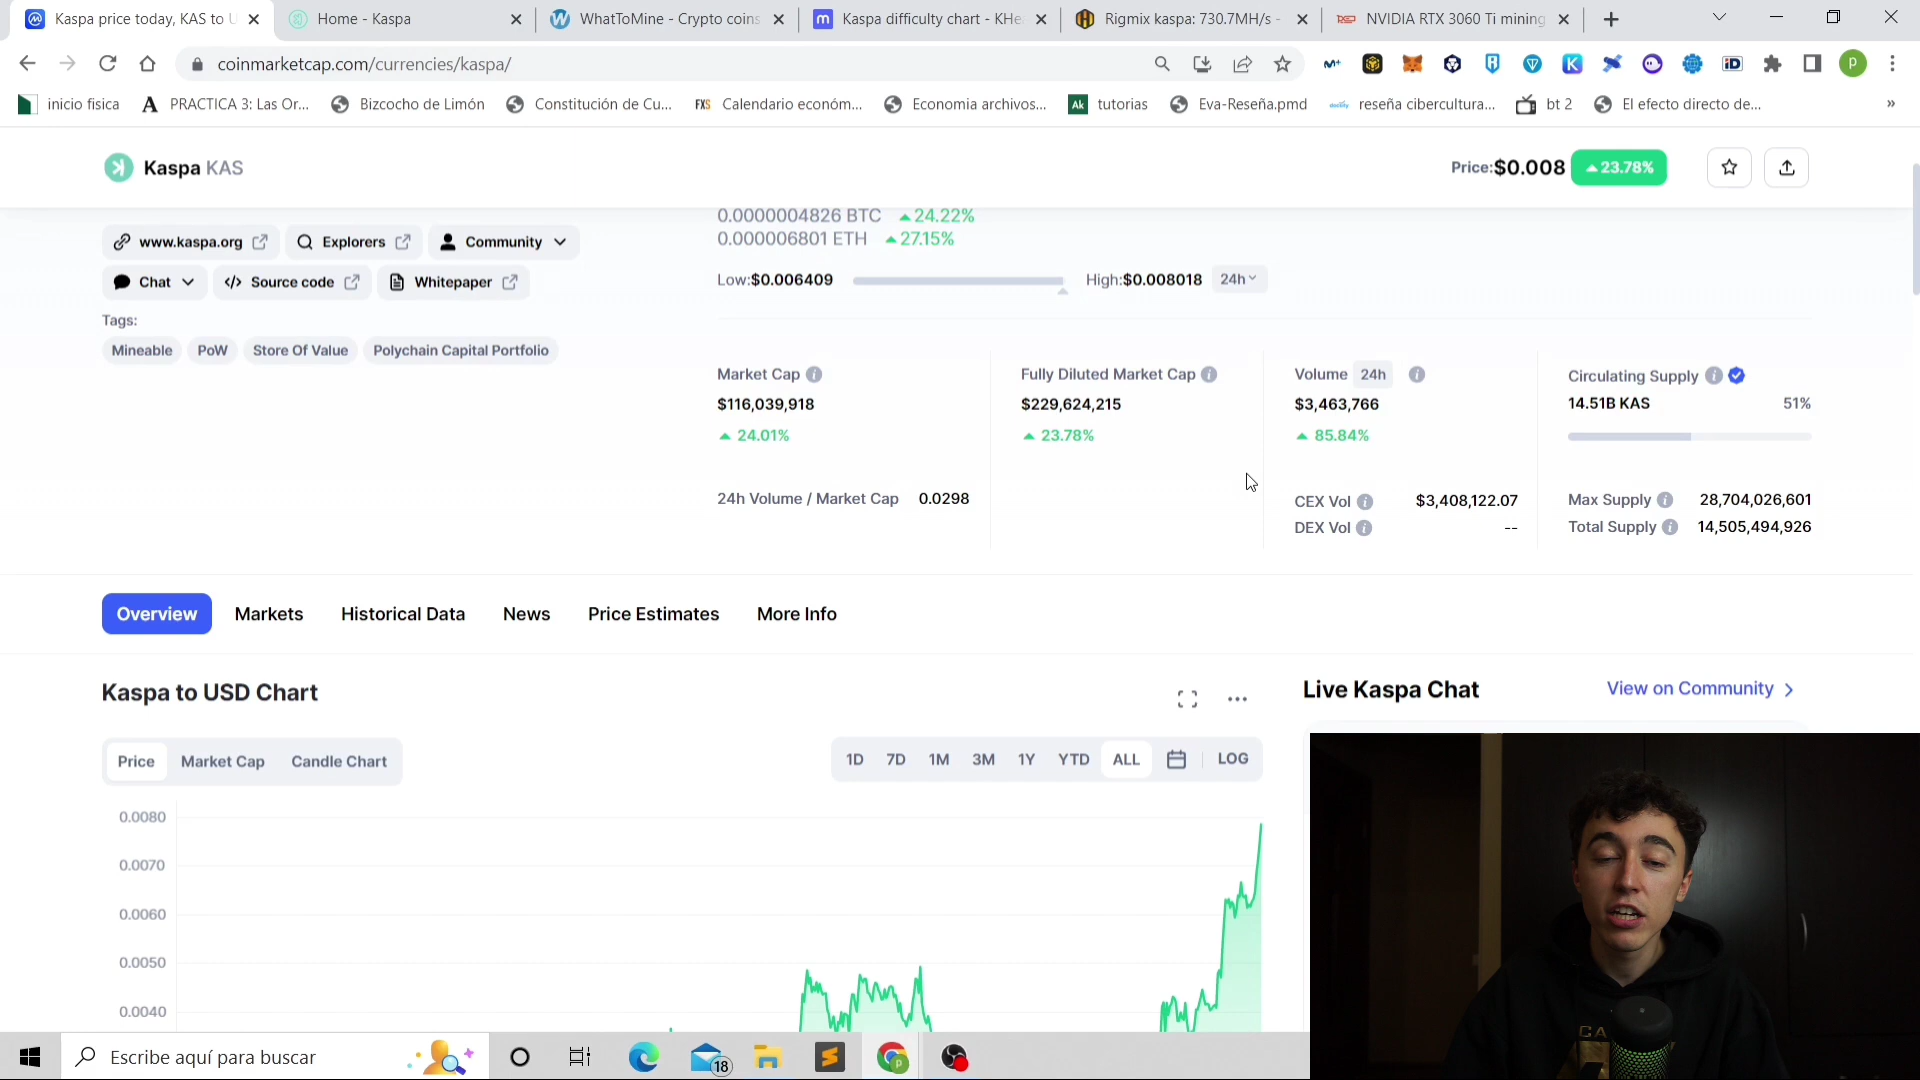 Kaspa price today, KAS to U
Home - Kaspa
WhatToMine - Crypto coins
Kaspa difficulty chart - KHe
Rigmix kaspa: 730.7MH/s -
NVIDIA RTX 3060 Ti mining
coinmarketcap.com/currencies/kaspa/
inicio fisica
PRACTICA 3: Las Or...
Bizcocho de Limón
Constitución de Cu...
FXS Calendario económ...
Economia archivos...
Ak tutorias
Eva-Reseña.pmd
reseña cibercultura...
bt 2
El efecto directo de...
»
Kaspa KAS
Price:$0.008 23.78%
0.0000004826 BTC 24.22%
0.000006801 ETH 27.15%
www.kaspa.org
Explorers
Community
Low:$0.006409 High:$0.008018 24h
Chat
Source code
Whitepaper
Tags:
Mineable PoW Store Of Value Polychain Capital Portfolio
Market Cap
$116,039,918
24.01%
24h Volume / Market Cap 0.0298
Fully Diluted Market Cap
$229,624,215
23.78%
Volume 24h
$3,463,766
85.84%
CEX Vol $3,408,122.07
DEX Vol --
Circulating Supply
14.51B KAS 51%
Max Supply 28,704,026,601
Total Supply 14,505,494,926
Overview Markets Historical Data News Price Estimates More Info
Kaspa to USD Chart
Live Kaspa Chat View on Community
Price Market Cap Candle Chart
1D 7D 1M 3M 1Y YTD ALL LOG
0.0080
0.0070
0.0060
0.0050
0.0040
Escribe aquí para buscar
18